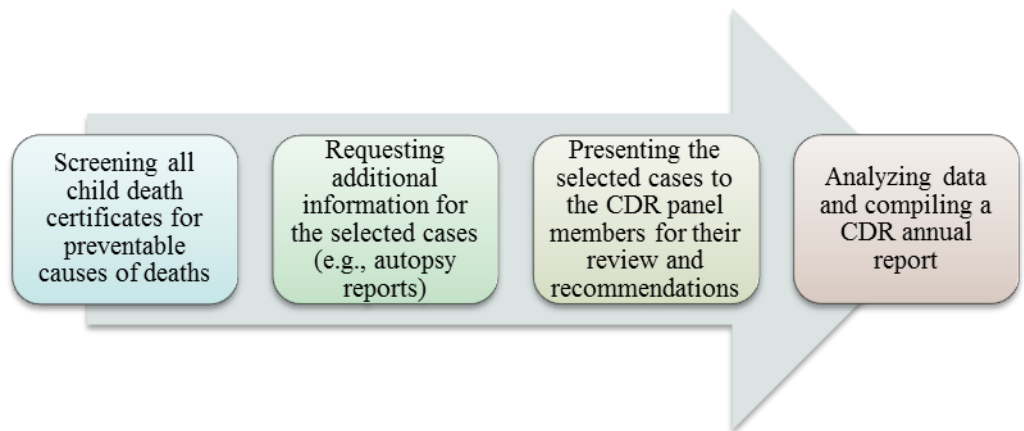 Screening all
child death
certificates for
preventable
causes of deaths
Requesting
additional
information for
the selected cases
(e.g., autopsy
reports)
Presenting the
selected cases to
the CDR panel
members for their
review and
recommendations
Analyzing data
and compiling a
CDR annual
report